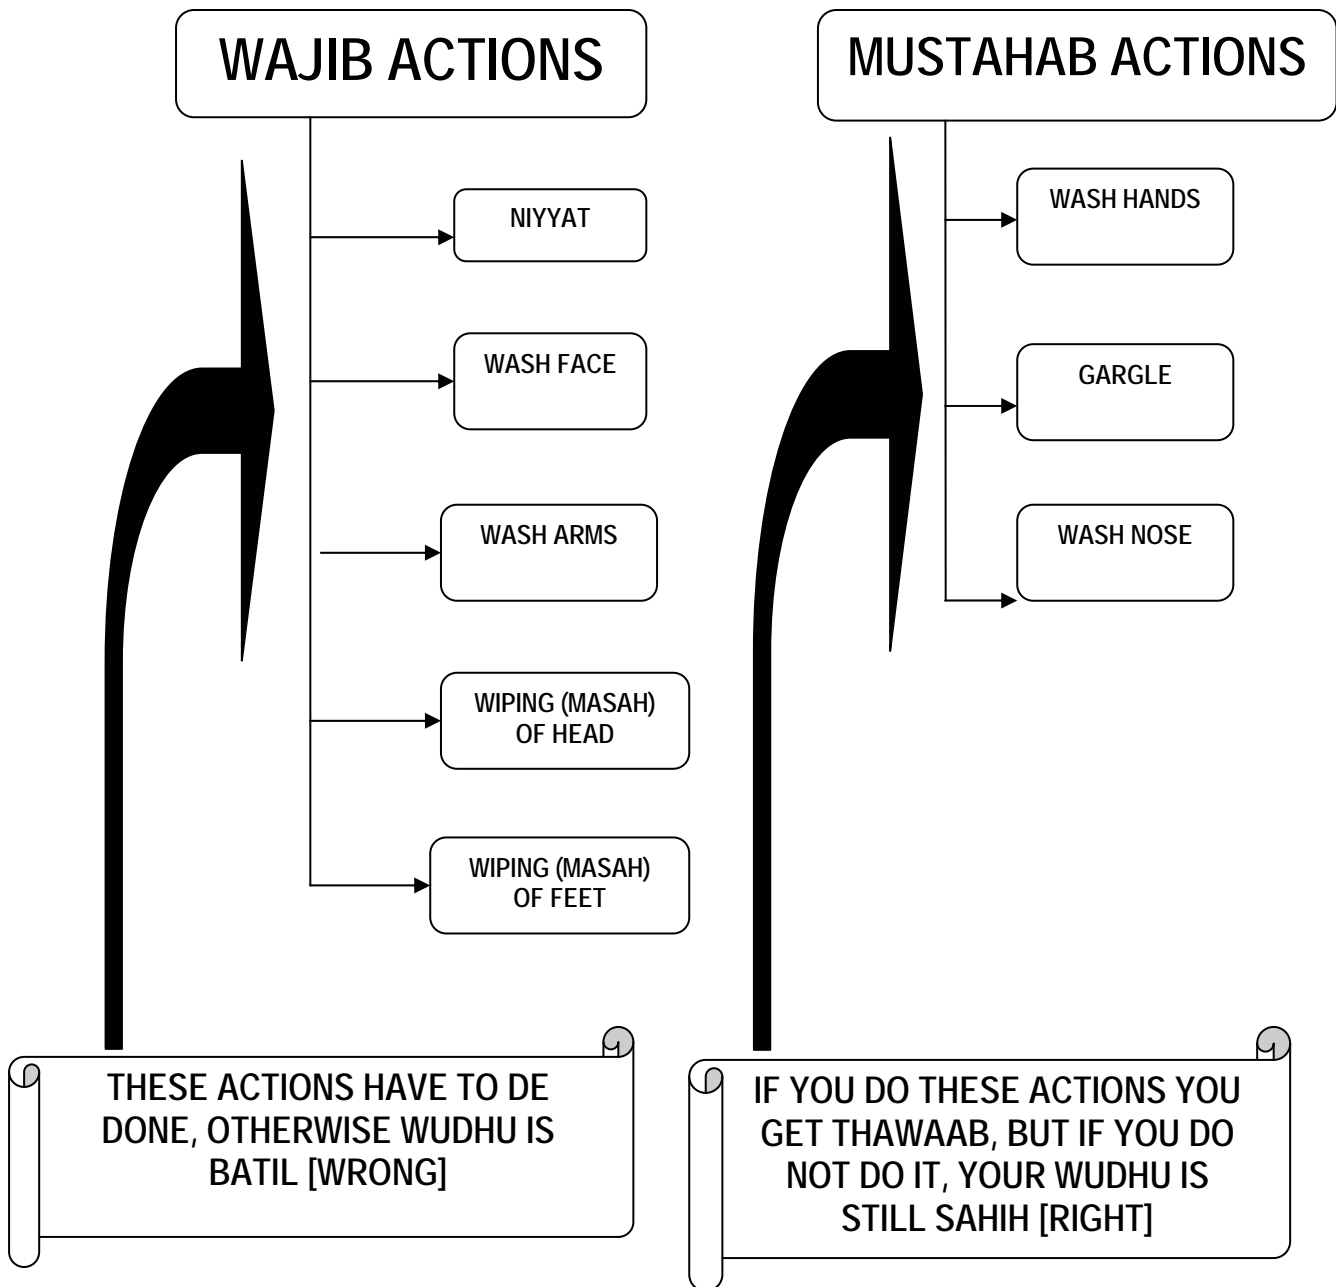 WAJIB ACTIONS
NIYYAT
WASH FACE
WASH ARMS
WIPING (MASAH)
OF HEAD
WIPING (MASAH)
OF FEET
THESE ACTIONS HAVE TO DE
DONE, OTHERWISE WUDHU IS
BATIL [WRONG]
MUSTAHAB ACTIONS
WASH HANDS
GARGLE
WASH NOSE
IF YOU DO THESE ACTIONS YOU
GET THAWAAB, BUT IF YOU DO
NOT DO IT, YOUR WUDHU IS
STILL SAHIH [RIGHT]